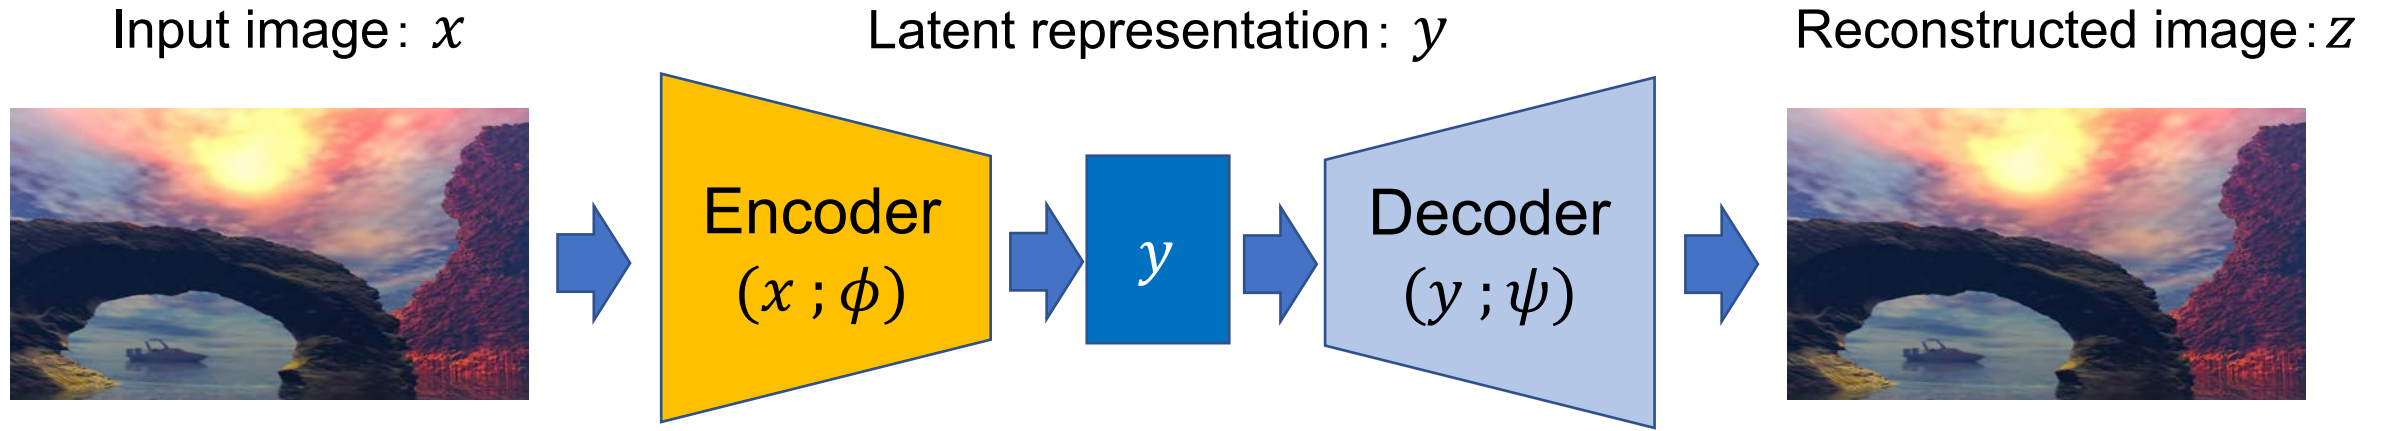 Input image: x
Latent representation: y
Reconstructed image: z
Encoder
(x ; ϕ)
y
Decoder
(y ; ψ)